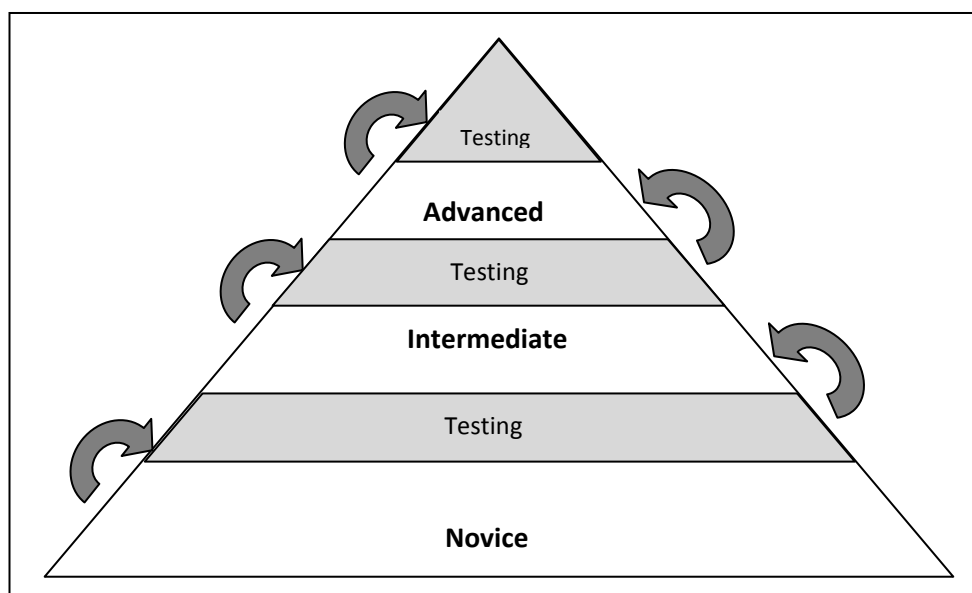 Testing
Advanced
Testing
Intermediate
Testing
Novice